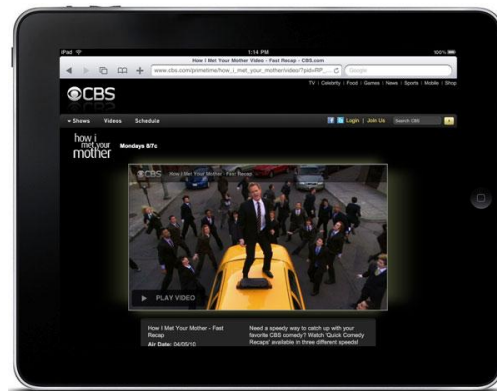 iPad 1:14 PM 100%
How I Met Your Mother Video - Fast Recap - CBS.com
www.cbs.com/primetime/how_i_met_your_mother/video/?pid=RP_ Google
TV | Celebrity | Food | Games | News | Sports | Mobile | Shop
CBS
Shows Videos Schedule Login | Join Us Search CBS
how i
met your
mother
Mondays 8/7c
CBS How I Met Your Mother - Fast Recap
PLAY VIDEO
How I Met Your Mother - Fast Need a speedy way to catch up with your
Recap favorite CBS comedy? Watch 'Quick Comedy
Air Date: 04/05/10 Recaps' available in three different speeds!